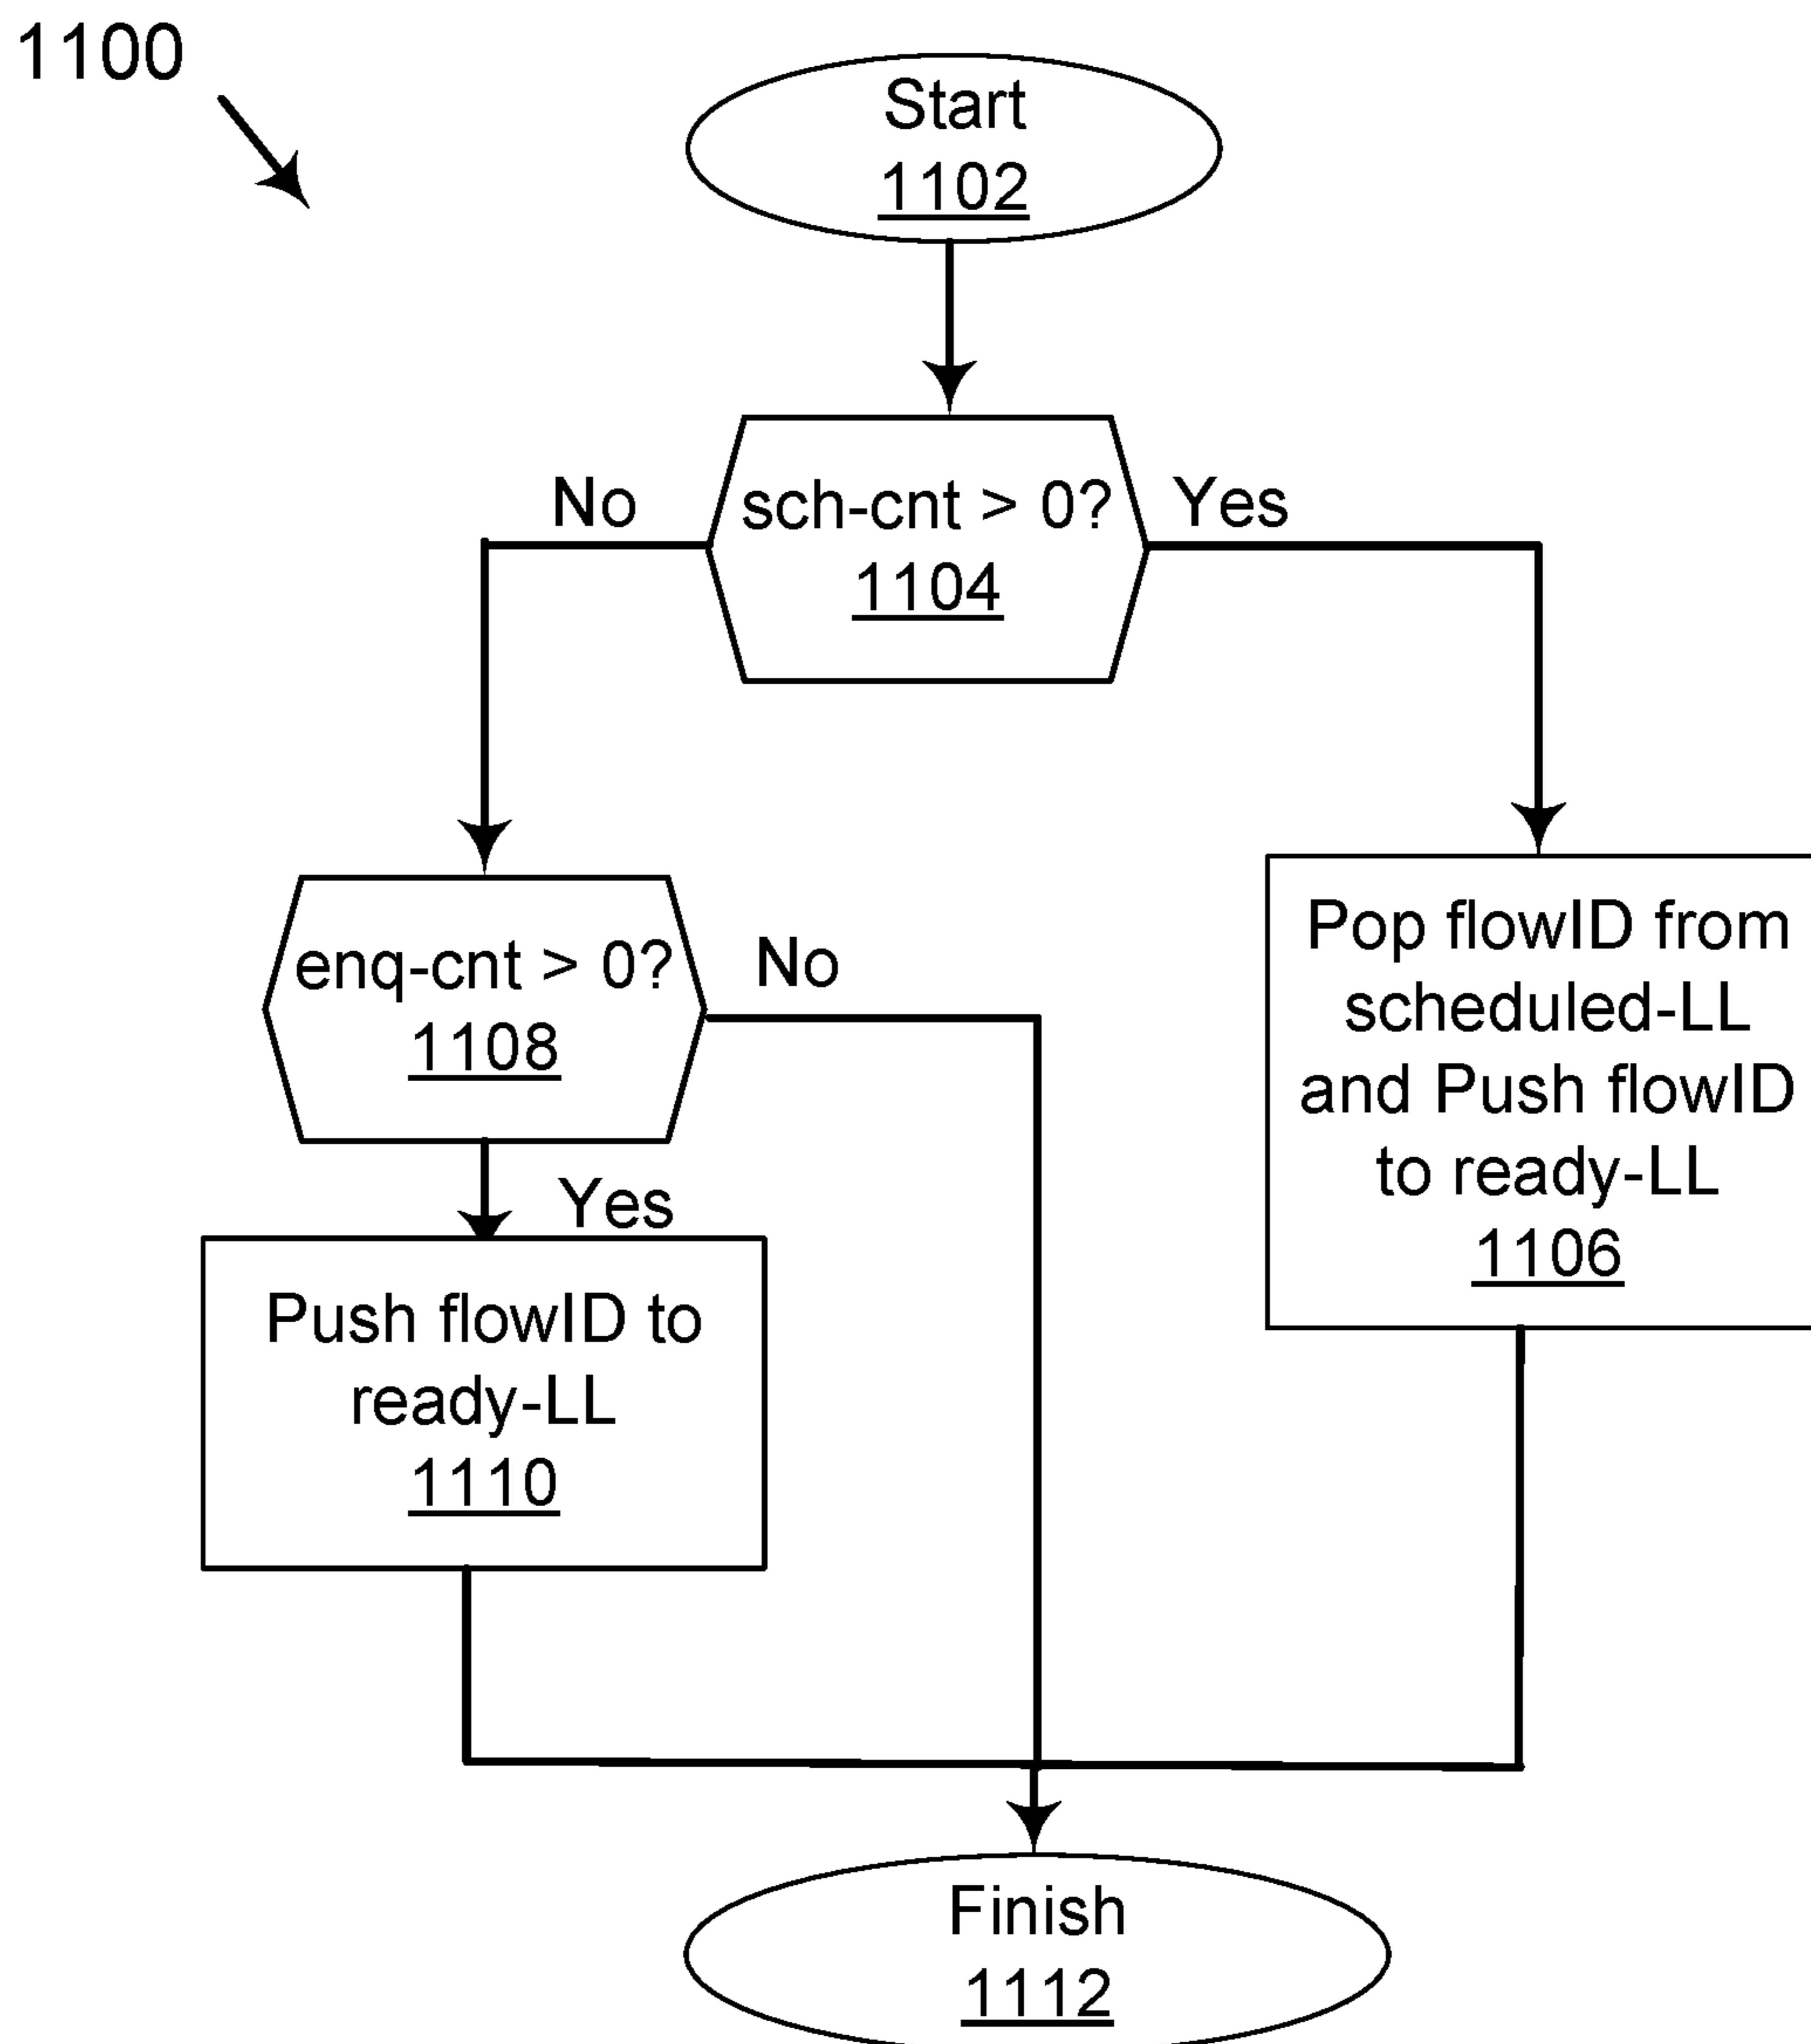 1100
Start
1102
No
sch-cnt > 0?
Yes
1104
enq-cnt > 0?
No
1108
Yes
Pop flowID from
scheduled-LL
and Push flowID
to ready-LL
1106
Push flowID to
ready-LL
1110
Finish
1112